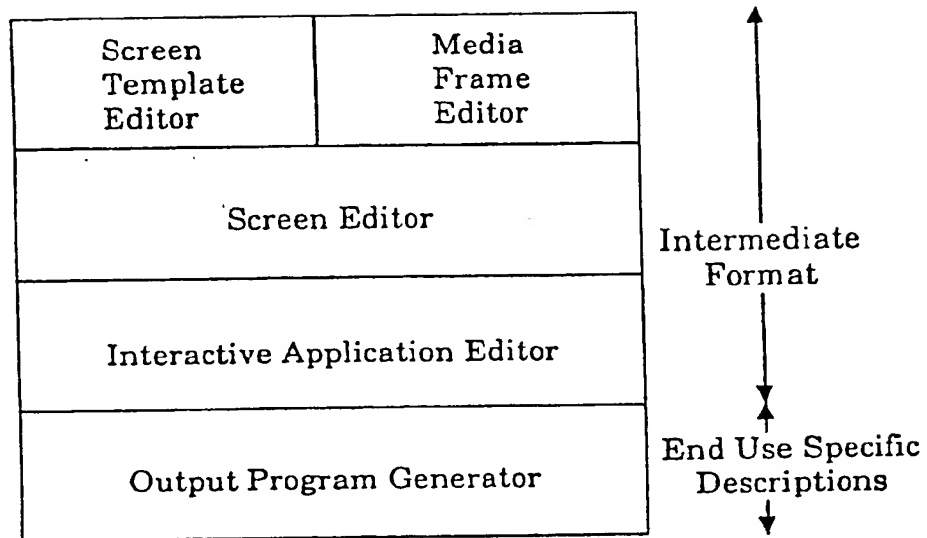 Screen
Template
Editor
Media
Frame
Editor
Screen Editor
Intermediate
Format
Interactive Application Editor
End Use Specific
Descriptions
Output Program Generator